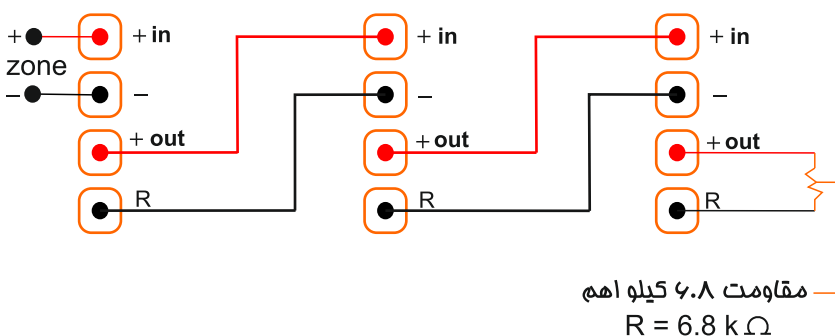 + + in + in + in
zone
– – – –
+ out + out + out
R R R
مقاومت ۶.۸ کیلو اهم
R = 6.8 k Ω